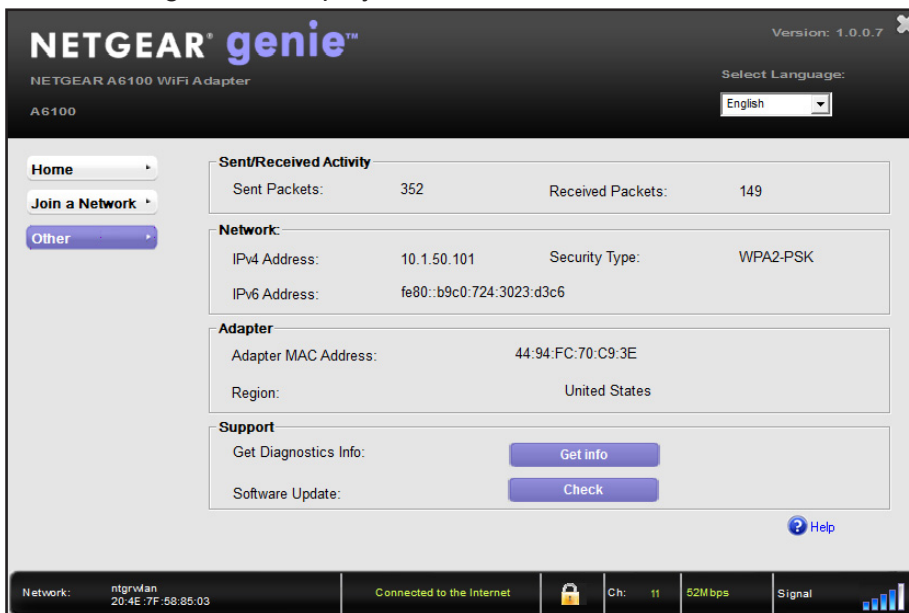 NETGEAR® genie™
Version: 1.0.0.7
NETGEAR A6100 WiFi Adapter
Select Language:
A6100
English
Home
Join a Network
Other
Sent/Received Activity
Sent Packets: 352 Received Packets: 149
Network:
IPv4 Address: 10.1.50.101 Security Type: WPA2-PSK
IPv6 Address: fe80::b9c0:724:3023:d3c6
Adapter
Adapter MAC Address: 44:94:FC:70:C9:3E
Region: United States
Support
Get Diagnostics Info: Get info
Software Update: Check
Help
Network: ntgrwlan Connected to the Internet Ch: 11 52Mbps Signal
20:4E:7F:58:85:03